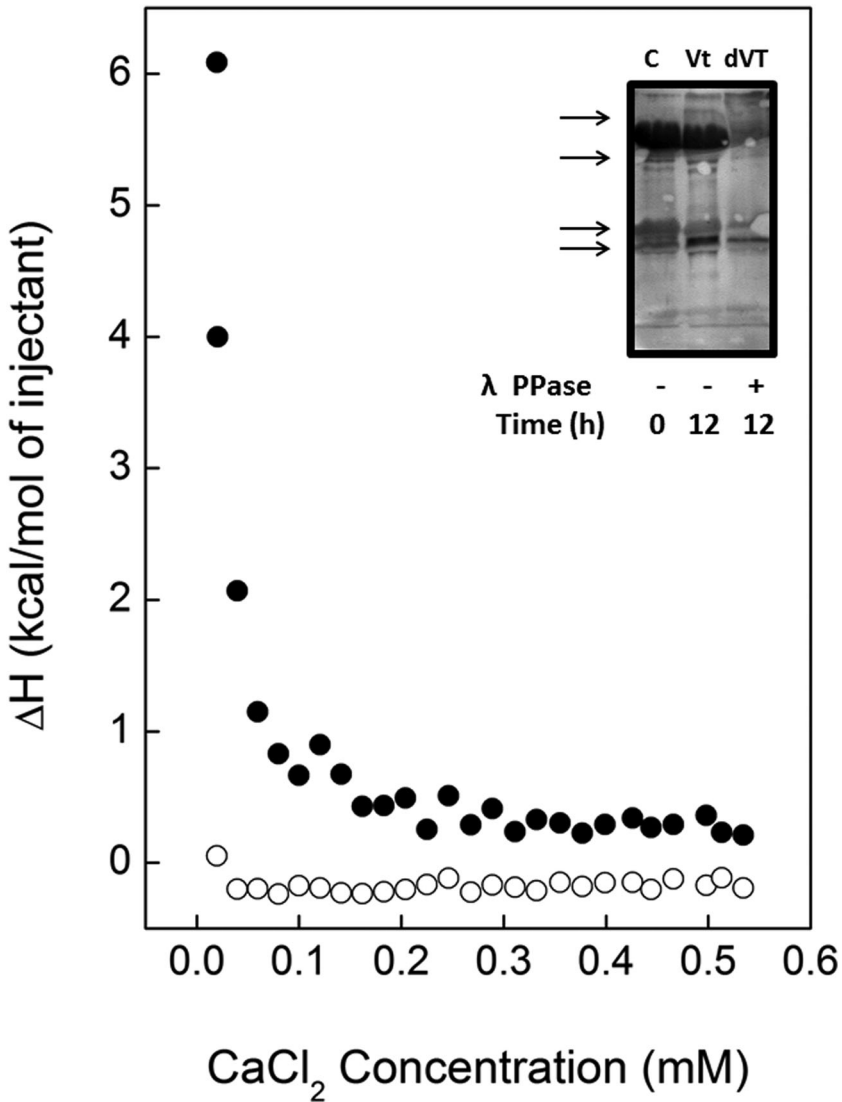 C Vt dVT
λ PPase - - +
Time (h) 0 12 12
6
5
4
3
2
1
0
ΔH (kcal/mol of injectant)
0.0 0.1 0.2 0.3 0.4 0.5 0.6
CaCl₂ Concentration (mM)